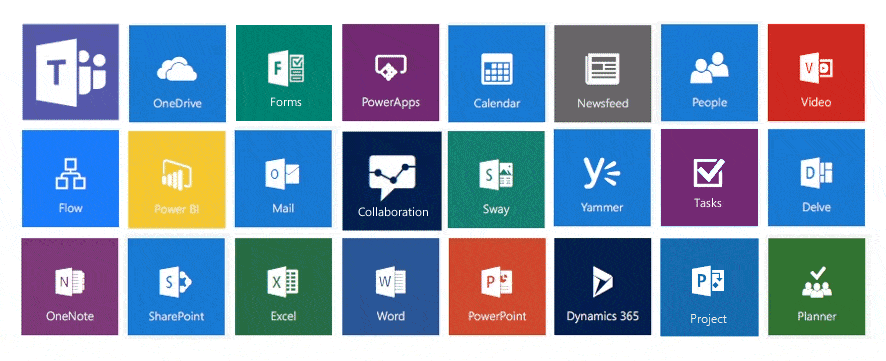 T
OneDrive
F
Forms
PowerApps
Calendar
Newsfeed
People
V
Video
Flow
Power BI
O
Mail
Collaboration
S
Sway
Y
Yammer
Tasks
D
Delve
N
OneNote
S
SharePoint
X
Excel
W
Word
P
PowerPoint
Dynamics 365
P
Project
Planner